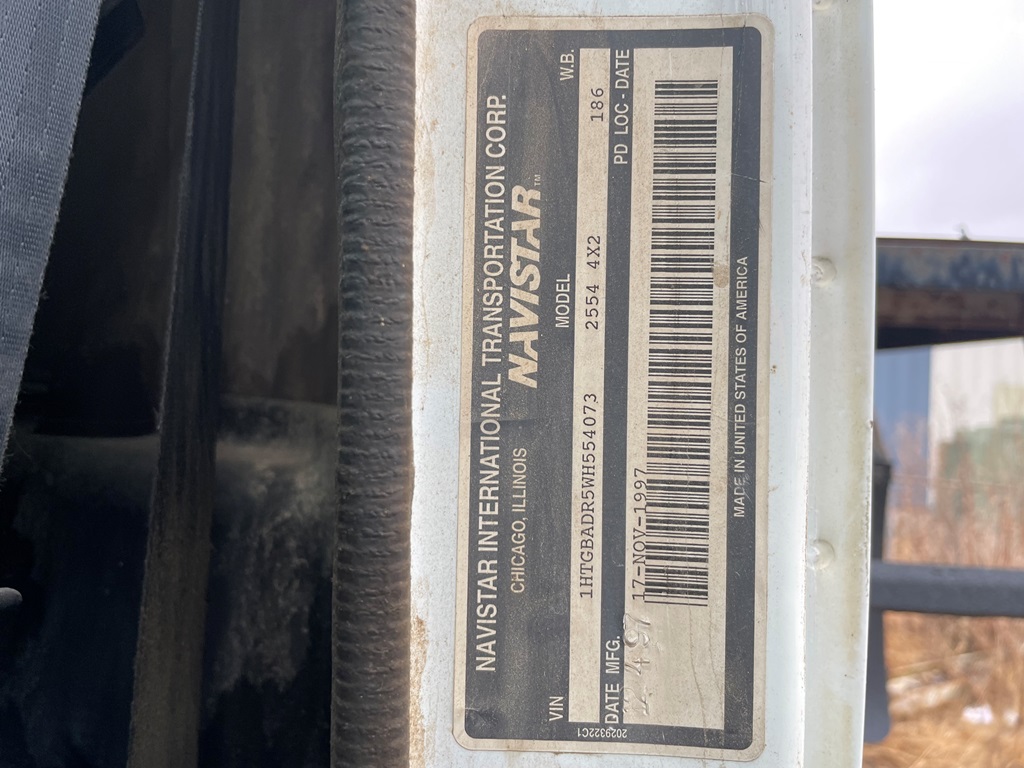 NAVISTAR INTERNATIONAL TRANSPORTATION CORP.
CHICAGO, ILLINOIS
NAVISTAR™
VIN MODEL W.B.
1HTGBADR5WH554073 2554 4X2 186
DATE MFG. PD LOC - DATE
17-NOV-1997
MADE IN UNITED STATES OF AMERICA
2029322C1